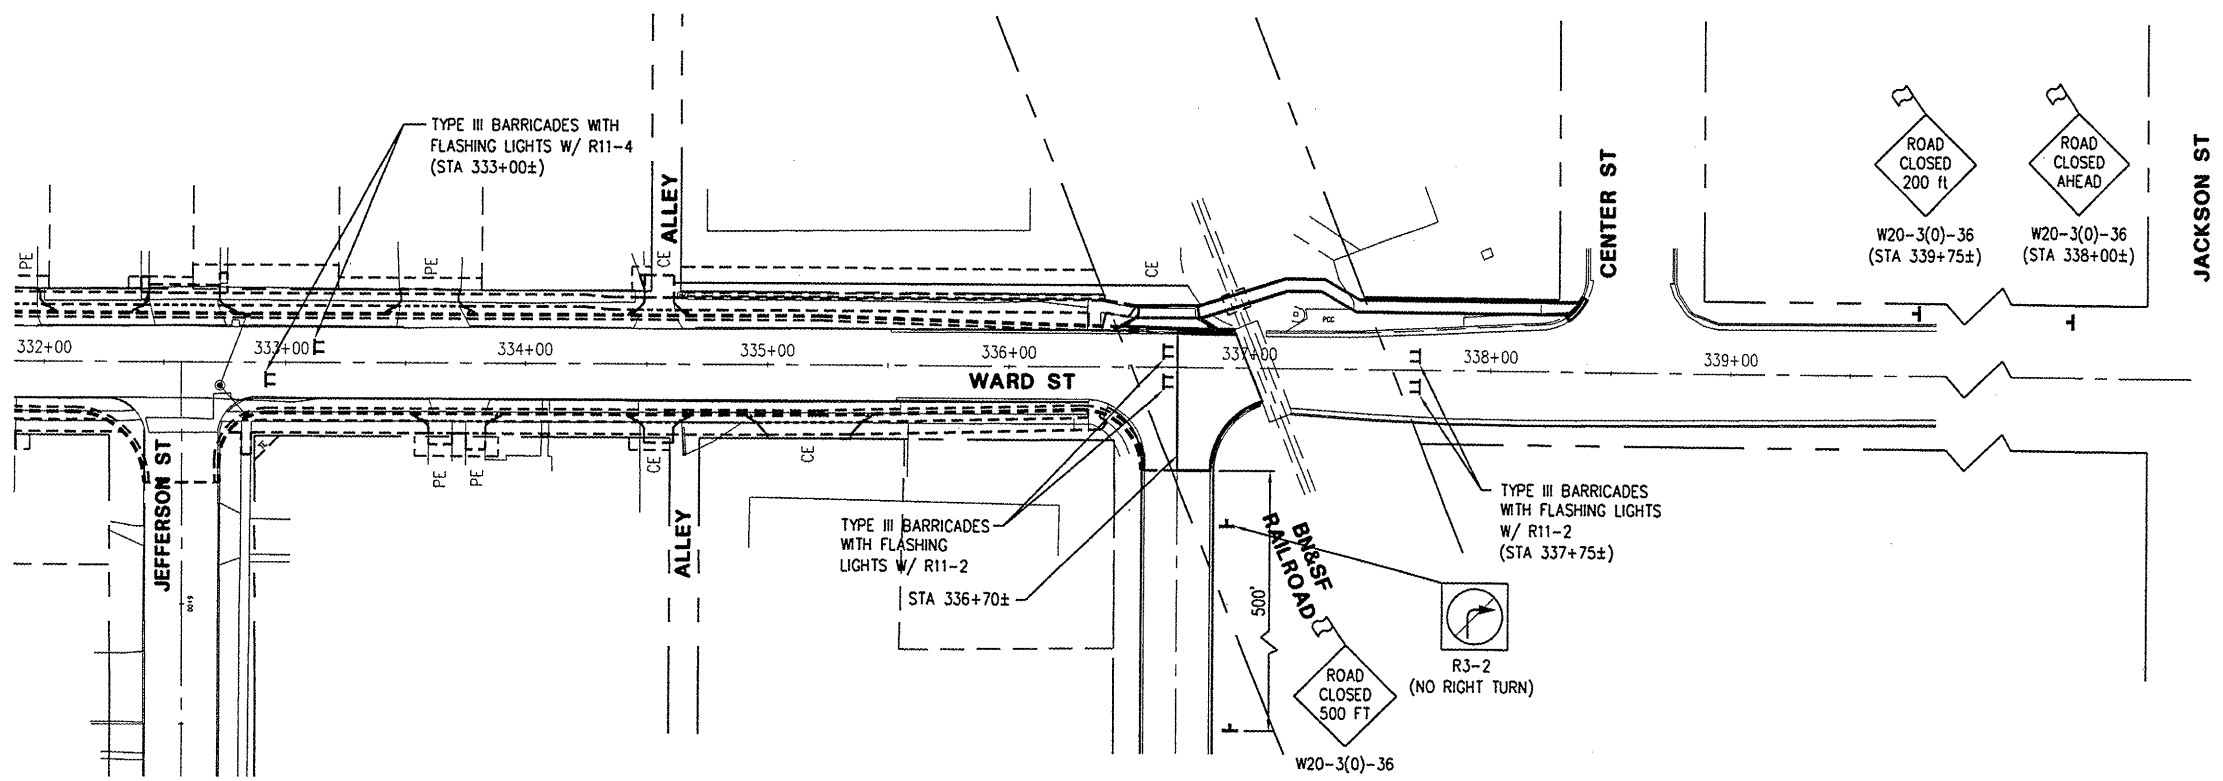 TYPE III BARRICADES WITH
FLASHING LIGHTS W/ R11-4
(STA 333+00±)
ALLEY
CENTER ST
ROAD
CLOSED
200 ft
W20-3(O)-36
(STA 339+75±)
ROAD
CLOSED
AHEAD
W20-3(O)-36
(STA 338+00±)
JACKSON ST
PE
PE
CE
CE
PCC
332+00
333+00
334+00
335+00
336+00
337+00
338+00
339+00
WARD ST
JEFFERSON ST
PE
PE
CE
CE
ALLEY
TYPE III BARRICADES
WITH FLASHING
LIGHTS W/ R11-2
STA 336+70±
BN&SF
RAILROAD
500'
TYPE III BARRICADES
WITH FLASHING LIGHTS
W/ R11-2
(STA 337+75±)
R3-2
(NO RIGHT TURN)
ROAD
CLOSED
500 FT
W20-3(O)-36